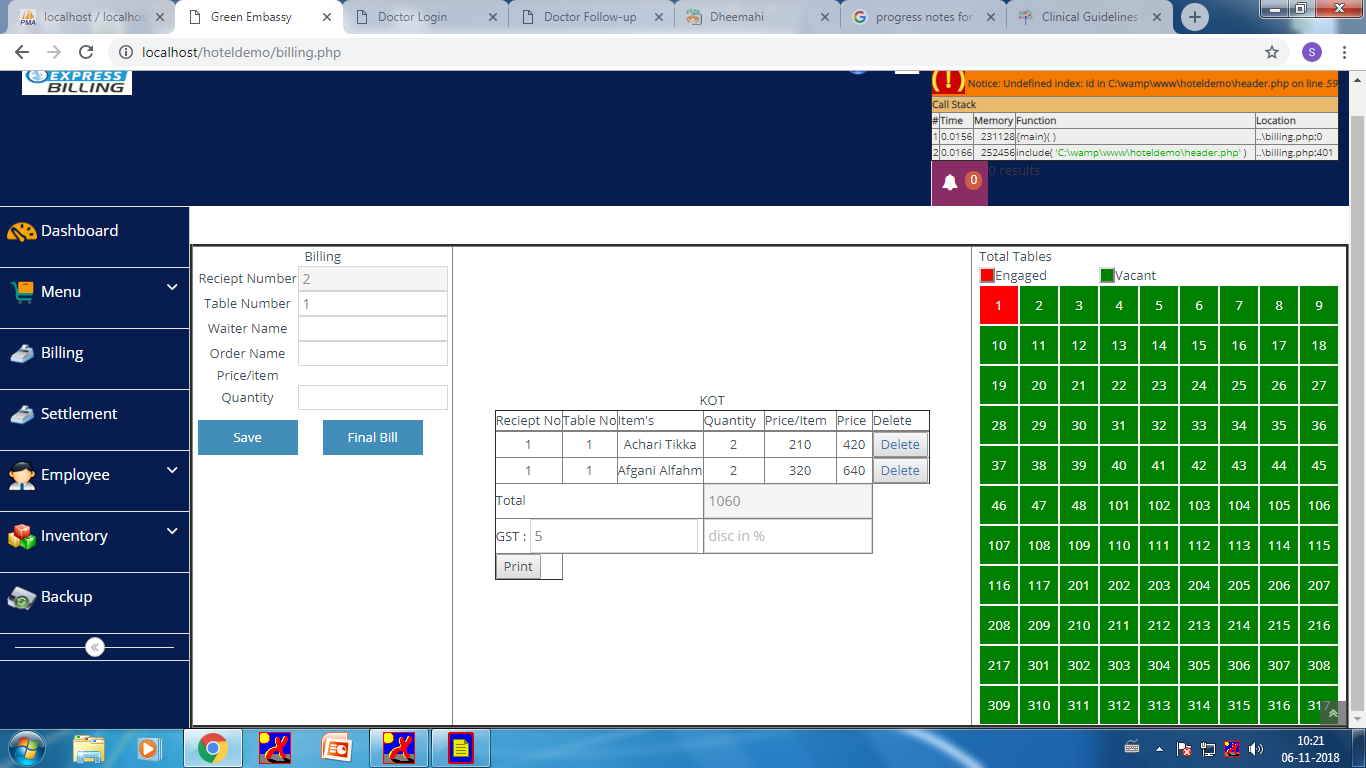 localhost / localhos
Green Embassy
Doctor Login
Doctor Follow-up
Dheemahi
progress notes for
Clinical Guidelines
localhost/hoteldemo/billing.php
S
EXPRESS
BILLING
(!) Notice: Undefined index: id in C:\wamp\www\hoteldemo\header.php on line 59
Call Stack
# Time Memory Function Location
1 0.0156 231128 {main}( ) ..\billing.php:0
2 0.0166 252456 include( 'C:\wamp\www\hoteldemo\header.php' ) ..\billing.php:401
0 0 results
Dashboard
Menu
Billing
Settlement
Employee
Inventory
Backup
Billing
Reciept Number 2
Table Number 1
Waiter Name
Order Name
Price/item
Quantity
Save Final Bill
KOT
Reciept No Table No Item's Quantity Price/Item Price Delete
1 1 Achari Tikka 2 210 420 Delete
1 1 Afgani Alfahm 2 320 640 Delete
Total 1060
GST : 5 disc in %
Print
Total Tables
Engaged Vacant
1 2 3 4 5 6 7 8 9
10 11 12 13 14 15 16 17 18
19 20 21 22 23 24 25 26 27
28 29 30 31 32 33 34 35 36
37 38 39 40 41 42 43 44 45
46 47 48 101 102 103 104 105 106
107 108 109 110 111 112 113 114 115
116 117 201 202 203 204 205 206 207
208 209 210 211 212 213 214 215 216
217 301 302 303 304 305 306 307 308
309 310 311 312 313 314 315 316 317
10:21
06-11-2018